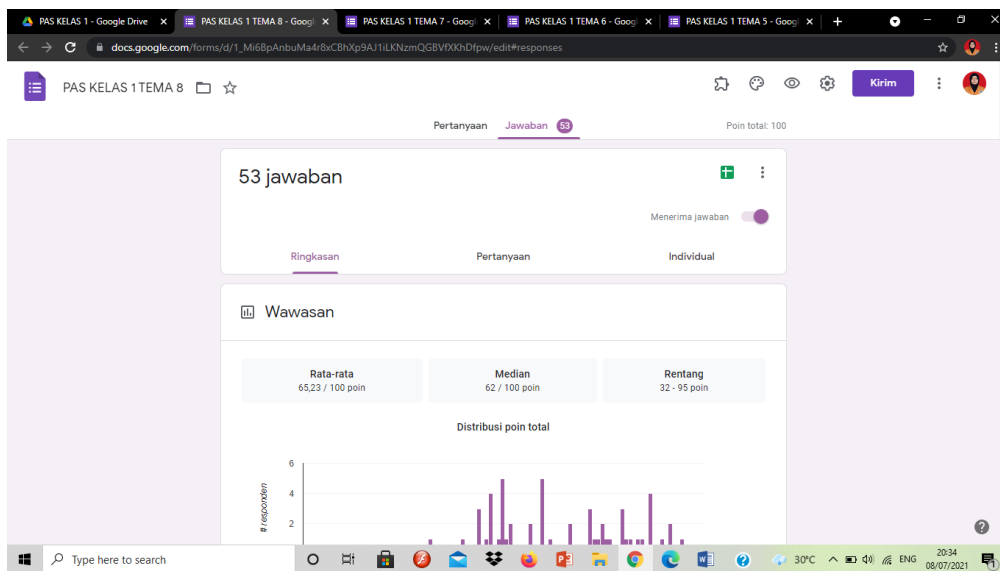 PAS KELAS 1 - Google Drive
PAS KELAS 1 TEMA 8 - Googl
PAS KELAS 1 TEMA 7 - Googl
PAS KELAS 1 TEMA 6 - Googl
PAS KELAS 1 TEMA 5 - Googl
docs.google.com/forms/d/1_Mi6BpAnbuMa4r8xCBhXp9AJ1iLKNzmQGBVfXKhDfpw/edit#responses
PAS KELAS 1 TEMA 8
Kirim
Pertanyaan Jawaban 53
Poin total: 100
53 jawaban
Menerima jawaban
Ringkasan Pertanyaan Individual
Wawasan
Rata-rata Median Rentang
65,23 / 100 poin 62 / 100 poin 32 - 95 poin
Distribusi poin total
# responden
6
4
2
Type here to search
30°C ENG 20:34
08/07/2021